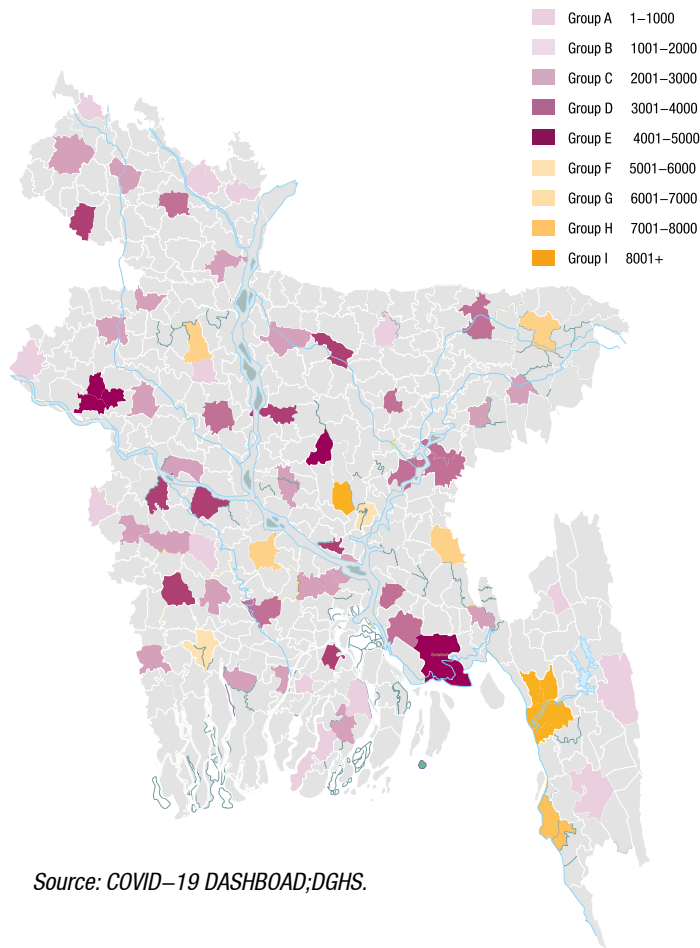 Group A 1–1000
Group B 1001–2000
Group C 2001–3000
Group D 3001–4000
Group E 4001–5000
Group F 5001–6000
Group G 6001–7000
Group H 7001–8000
Group I 8001+
Source: COVID–19 DASHBOAD;DGHS.